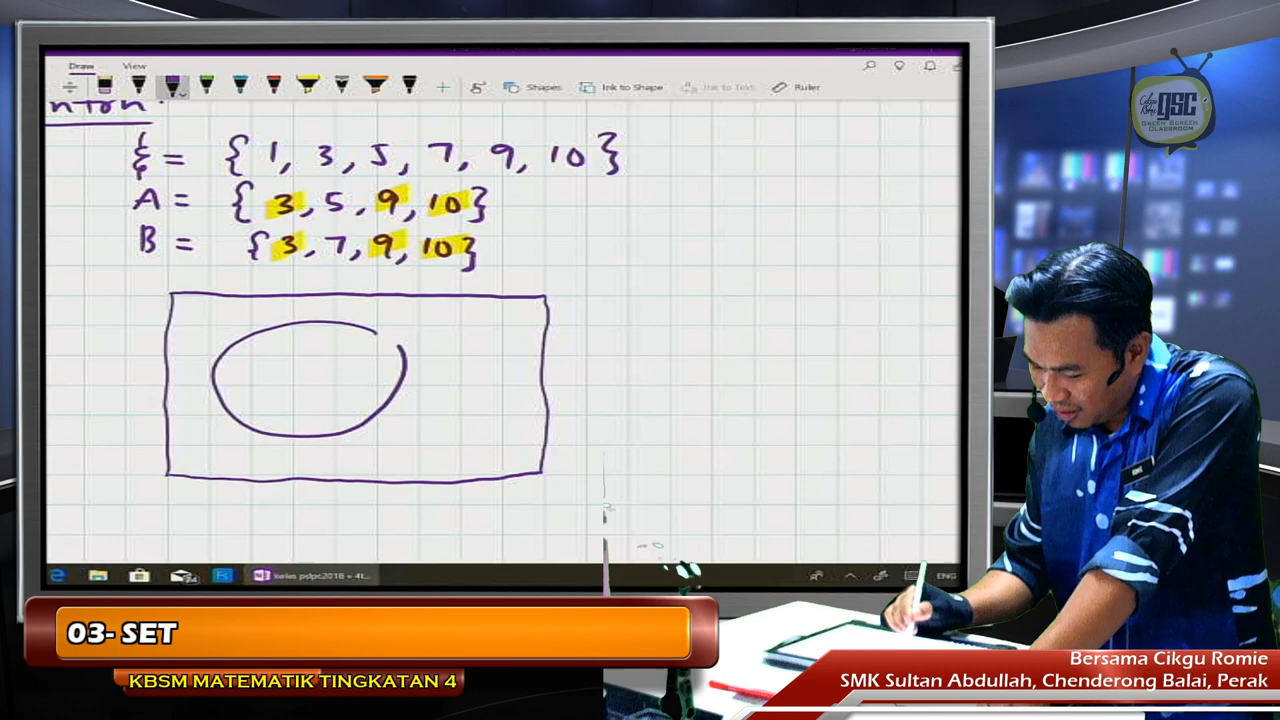 Draw View
Shapes Ink to Shape Ink to Text Ruler
ξ = { 1, 3, 5, 7, 9, 10 }
A = { 3, 5, 9, 10 }
B = { 3, 7, 9, 10 }
Cikgu Romie GSC
GREEN SCREEN
CLASSROOM
ENG
03- SET
KBSM MATEMATIK TINGKATAN 4
Bersama Cikgu Romie
SMK Sultan Abdullah, Chenderong Balai, Perak